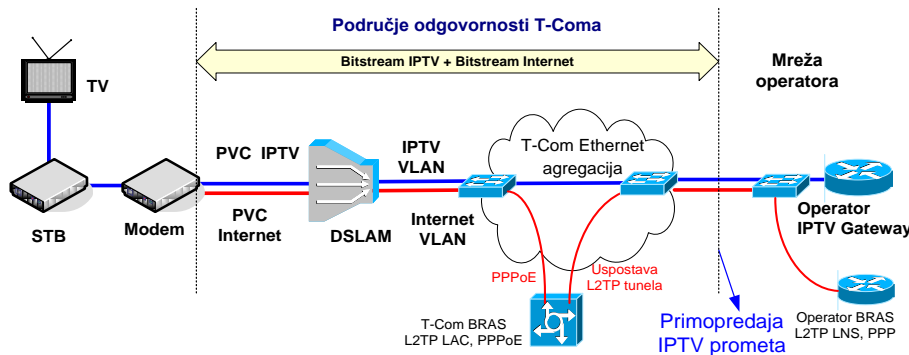 Područje odgovornosti T-Coma
Bitstream IPTV + Bitstream Internet
Mreža
operatora
TV
PVC IPTV
IPTV
VLAN
T-Com Ethernet
agregacija
STB
Modem
PVC
Internet
DSLAM
Internet
VLAN
Operator
IPTV Gateway
PPPoE
Uspostava
L2TP tunela
T-Com BRAS
L2TP LAC, PPPoE
Primopredaja
IPTV prometa
Operator BRAS
L2TP LNS, PPP